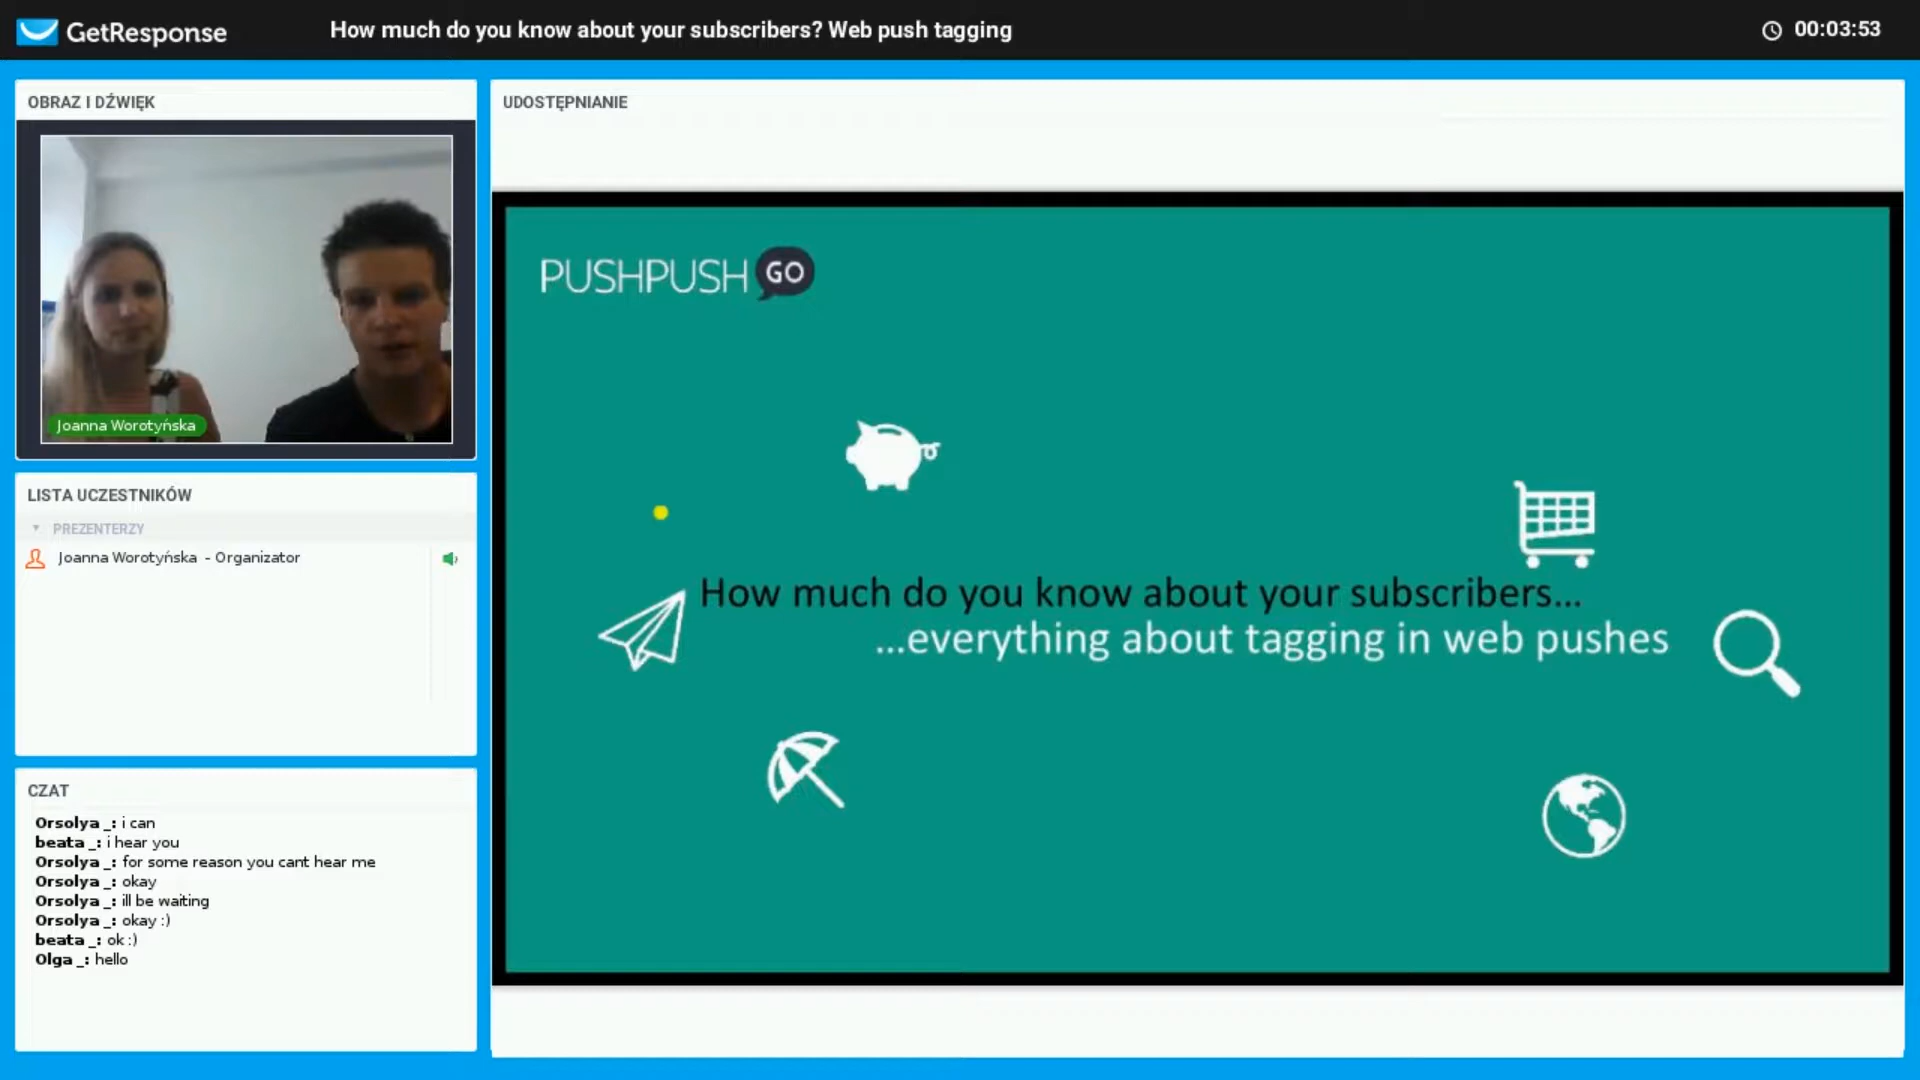 GetResponse
How much do you know about your subscribers? Web push tagging
00:03:53
OBRAZ I DŹWIĘK
Joanna Worotyńska
LISTA UCZESTNIKÓW
PREZENTERZY
Joanna Worotyńska - Organizator
CZAT
Orsolya _: i can
beata _: i hear you
Orsolya _: for some reason you cant hear me
Orsolya _: okay
Orsolya _: ill be waiting
Orsolya _: okay :)
beata _: ok :)
Olga _: hello
UDOSTĘPNIANIE
PUSHPUSH GO
How much do you know about your subscribers...
...everything about tagging in web pushes